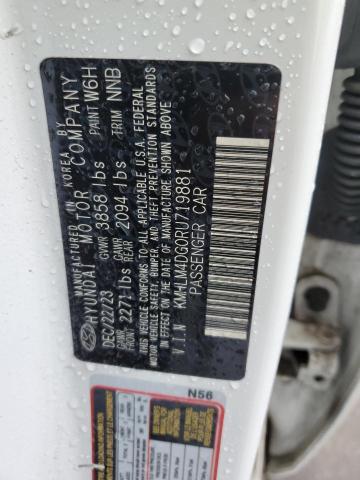 MANUFACTURED IN KOREA BY
HYUNDAI MOTOR COMPANY
DEC/22/23 GVWR 3858 lbs PAINT W6H
GAWR FRONT 2271 lbs GAWR REAR 2094 lbs TRIM NNB
THIS VEHICLE CONFORMS TO ALL APPLICABLE U.S.A. FEDERAL
MOTOR VEHICLE SAFETY, BUMPER, AND THEFT PREVENTION STANDARDS
IN EFFECT ON THE DATE OF MANUFACTURE SHOWN ABOVE.
V.I.N KMHLM4DG0RU719881
PASSENGER CAR
N56